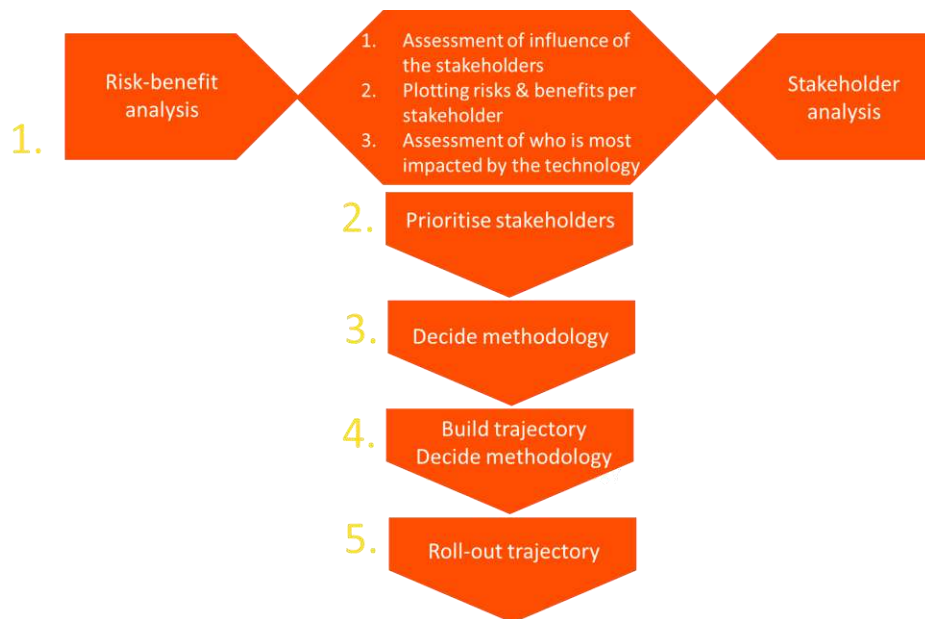 1.
Risk-benefit
analysis
1. Assessment of influence of
the stakeholders
2. Plotting risks & benefits per
stakeholder
3. Assessment of who is most
impacted by the technology
Stakeholder
analysis
2.
Prioritise stakeholders
3.
Decide methodology
4.
Build trajectory
Decide methodology
5.
Roll-out trajectory